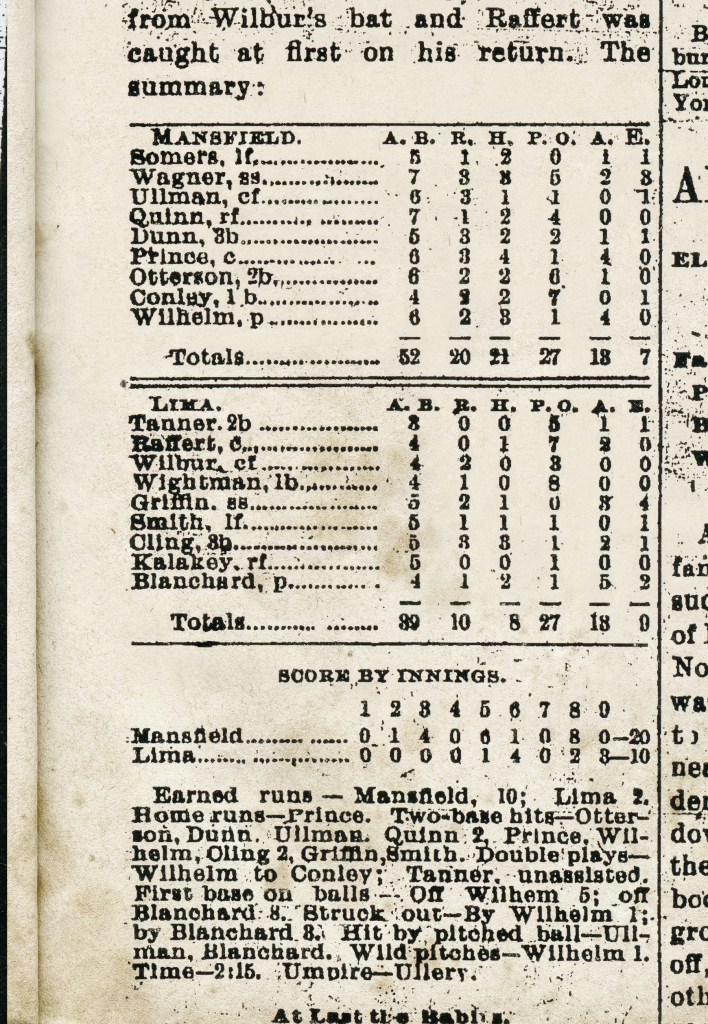 from Wilbur's bat and Raffert was
caught at first on his return. The
summary:
MANSFIELD. A. B. R. H. P. O. A. E.
Somers, lf. 5 1 2 0 1 1
Wagner, ss. 7 3 3 5 2 3
Ullman, cf 6 3 1 1 0 1
Quinn, rf. 7 1 2 4 0 0
Dunn, 3b 5 3 2 2 1 1
Prince, c. 6 3 4 1 4 0
Otterson, 2b. 6 2 2 6 1 0
Conley, 1b. 4 2 2 7 0 1
Wilhelm, p. 6 2 3 1 4 0
Totals. 52 20 21 27 13 7
LIMA. A. B. R. H. P. O. A. E.
Tanner. 2b 3 0 0 5 1 1
Raffert, c. 4 0 1 7 2 0
Wilbur, cf 4 2 0 3 0 0
Wightman, 1b. 4 1 0 8 0 0
Griffin. ss. 5 2 1 0 3 4
Smith, lf. 5 1 1 1 0 1
Cling, 3b. 5 3 3 1 2 1
Kalakey, rf. 5 0 0 1 0 0
Blanchard, p. 4 1 2 1 5 2
Totals. 39 10 8 27 13 9
SCORE BY INNINGS.
1 2 3 4 5 6 7 8 9
Mansfield 0 1 4 0 6 1 0 8 0—20
Lima 0 0 0 0 1 4 0 2 3—10
Earned runs — Mansfield, 10; Lima 2.
Home runs—Prince. Two-base hits—Otter-
son, Dunn, Ullman. Quinn 2, Prince, Wil-
helm, Cling 2, Griffin, Smith. Double plays—
Wilhelm to Conley; Tanner, unassisted.
First base on balls — Off Wilhem 5; off
Blanchard 8. Struck out—By Wilhelm 1;
by Blanchard 3. Hit by pitched ball—Ull-
man, Blanchard. Wild pitches—Wilhelm 1.
Time—2:15. Umpire—Ullery.
At Last the Babies.